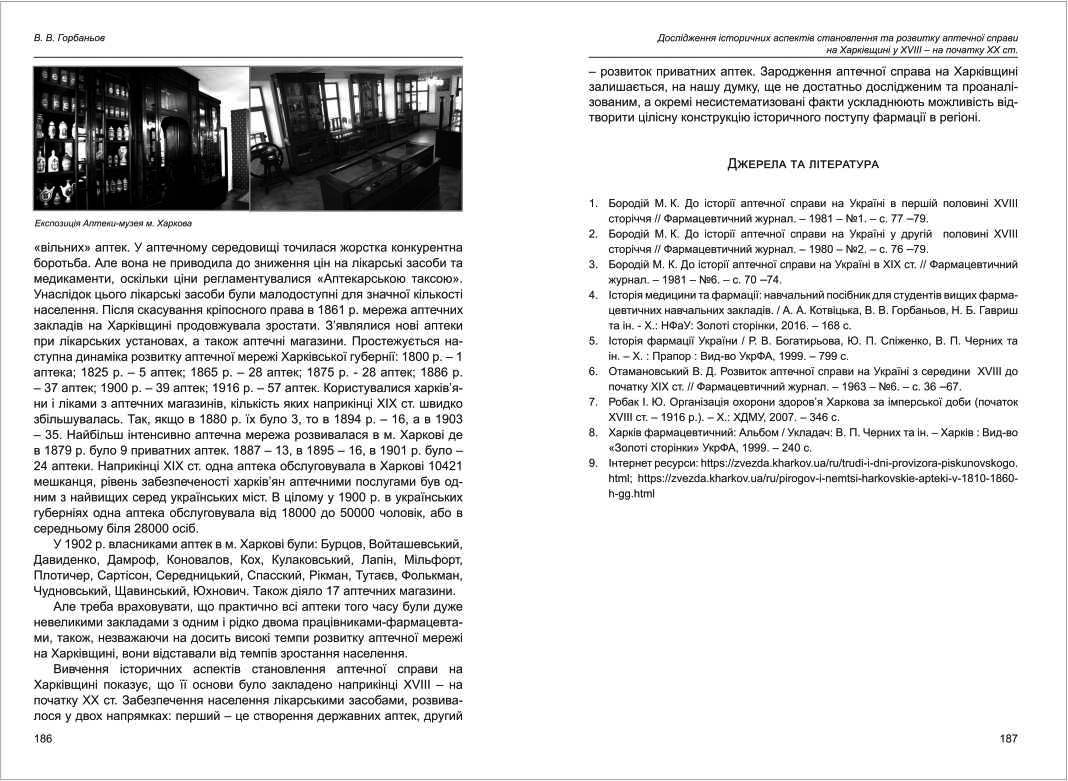 В. В. Горбаньов
Експозиція Аптеки-музея м. Харкова
«вільних» аптек. У аптечному середовищі точилася жорстка конкурентна
боротьба. Але вона не приводила до зниження цін на лікарські засоби та
медикаменти, оскільки ціни регламентувалися «Аптекарською таксою».
Унаслідок цього лікарські засоби були малодоступні для значної кількості
населення. Після скасування кріпосного права в 1861 р. мережа аптечних
закладів на Харківщині продовжувала зростати. З’являлися нові аптеки
при лікарських установах, а також аптечні магазини. Простежується на-
ступна динаміка розвитку аптечної мережі Харківської губернії: 1800 р. – 1
аптека; 1825 р. – 5 аптек; 1865 р. – 28 аптек; 1875 р. - 28 аптек; 1886 р.
– 37 аптек; 1900 р. – 39 аптек; 1916 р. – 57 аптек. Користувалися харків’я-
ни і ліками з аптечних магазинів, кількість яких наприкінці XIX ст. швидко
збільшувалась. Так, якщо в 1880 р. їх було 3, то в 1894 р. – 16, а в 1903
– 35. Найбільш інтенсивно аптечна мережа розвивалася в м. Харкові де
в 1879 р. було 9 приватних аптек. 1887 – 13, в 1895 – 16, в 1901 р. було –
24 аптеки. Наприкінці XIX ст. одна аптека обслуговувала в Харкові 10421
мешканця, рівень забезпеченості харків’ян аптечними послугами був од-
ним з найвищих серед українських міст. В цілому у 1900 р. в українських
губерніях одна аптека обслуговувала від 18000 до 50000 чоловік, або в
середньому біля 28000 осіб.
У 1902 р. власниками аптек в м. Харкові були: Бурцов, Войташевський,
Давиденко, Дамроф, Коновалов, Кох, Кулаковський, Лапін, Мільфорт,
Плотичер, Сартісон, Середницький, Спасский, Рікман, Тутаєв, Фолькман,
Чудновський, Щавинський, Юхнович. Також діяло 17 аптечних магазини.
Але треба враховувати, що практично всі аптеки того часу були дуже
невеликими закладами з одним і рідко двома працівниками-фармацевта-
ми, також, незважаючи на досить високі темпи розвитку аптечної мережі
на Харківщині, вони відставали від темпів зростання населення.
Вивчення історичних аспектів становлення аптечної справи на
Харківщині показує, що її основи було закладено наприкінці XVIII – на
початку ХХ ст. Забезпечення населення лікарськими засобами, розвива-
лося у двох напрямках: перший – це створення державних аптек, другий
186
Дослідження історичних аспектів становлення та розвитку аптечної справи
на Харківщині у XVIII – на початку ХХ ст.
– розвиток приватних аптек. Зародження аптечної справа на Харківщині
залишається, на нашу думку, ще не достатньо дослідженим та проаналі-
зованим, а окремі несистематизовані факти ускладнюють можливість від-
творити цілісну конструкцію історичного поступу фармації в регіоні.
Джерела та література
1. Бородій М. К. До історії аптечної справи на Україні в першій половині XVIII
сторіччя // Фармацевтичний журнал. – 1981 – №1. – с. 77 –79.
2. Бородій М. К. До історії аптечної справи на Україні у другій половині XVIII
сторіччя // Фармацевтичний журнал. – 1980 – №2. – с. 76 –79.
3. Бородій М. К. До історії аптечної справи на Україні в XIX ст. // Фармацевтичний
журнал. – 1981 – №6. – с. 70 –74.
4. Історія медицини та фармації: навчальний посібник для студентів вищих фарма-
цевтичних навчальних закладів. / А. А. Котвіцька, В. В. Горбаньов, Н. Б. Гавриш
та ін. - Х.: НФаУ: Золоті сторінки, 2016. – 168 с.
5. Історія фармації України / Р. В. Богатирьова, Ю. П. Спіженко, В. П. Черних та
ін. – Х. : Прапор : Вид-во УкрФА, 1999. – 799 с.
6. Отамановський В. Д. Розвиток аптечної справи на Україні з середини XVIII до
початку XIX ст. // Фармацевтичний журнал. – 1963 – №6. – с. 36 –67.
7. Робак І. Ю. Організація охорони здоров’я Харкова за імперської доби (початок
XVIII ст. – 1916 р.). – Х.: ХДМУ, 2007. – 346 с.
8. Харків фармацевтичний: Альбом / Укладач: В. П. Черних та ін. – Харків : Вид-во
«Золоті сторінки» УкрФА, 1999. – 240 с.
9. Інтернет ресурси: https://zvezda.kharkov.ua/ru/trudi-i-dni-provizora-piskunovskogo.
html; https://zvezda.kharkov.ua/ru/pirogov-i-nemtsi-harkovskie-apteki-v-1810-1860-
h-gg.html
187